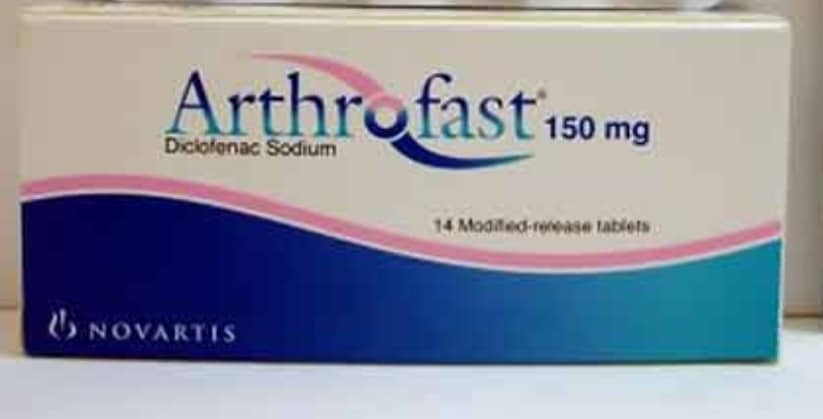 Arthrofast® 150 mg
Diclofenac Sodium
14 Modified-release tablets
NOVARTIS